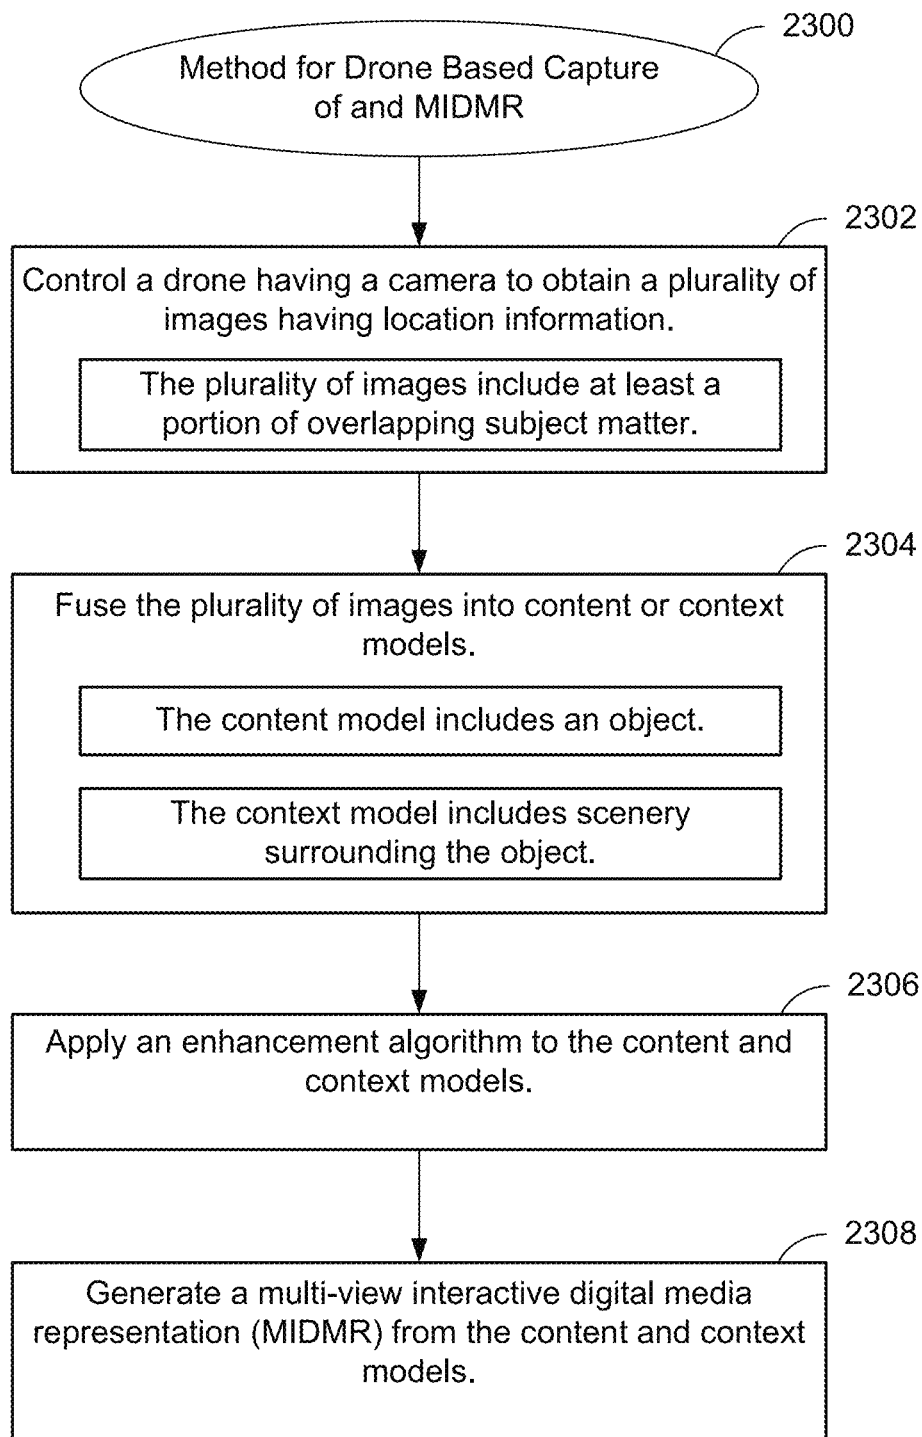 2300
Method for Drone Based Capture
of and MIDMR
2302
Control a drone having a camera to obtain a plurality of
images having location information.
The plurality of images include at least a
portion of overlapping subject matter.
2304
Fuse the plurality of images into content or context
models.
The content model includes an object.
The context model includes scenery
surrounding the object.
2306
Apply an enhancement algorithm to the content and
context models.
2308
Generate a multi-view interactive digital media
representation (MIDMR) from the content and context
models.